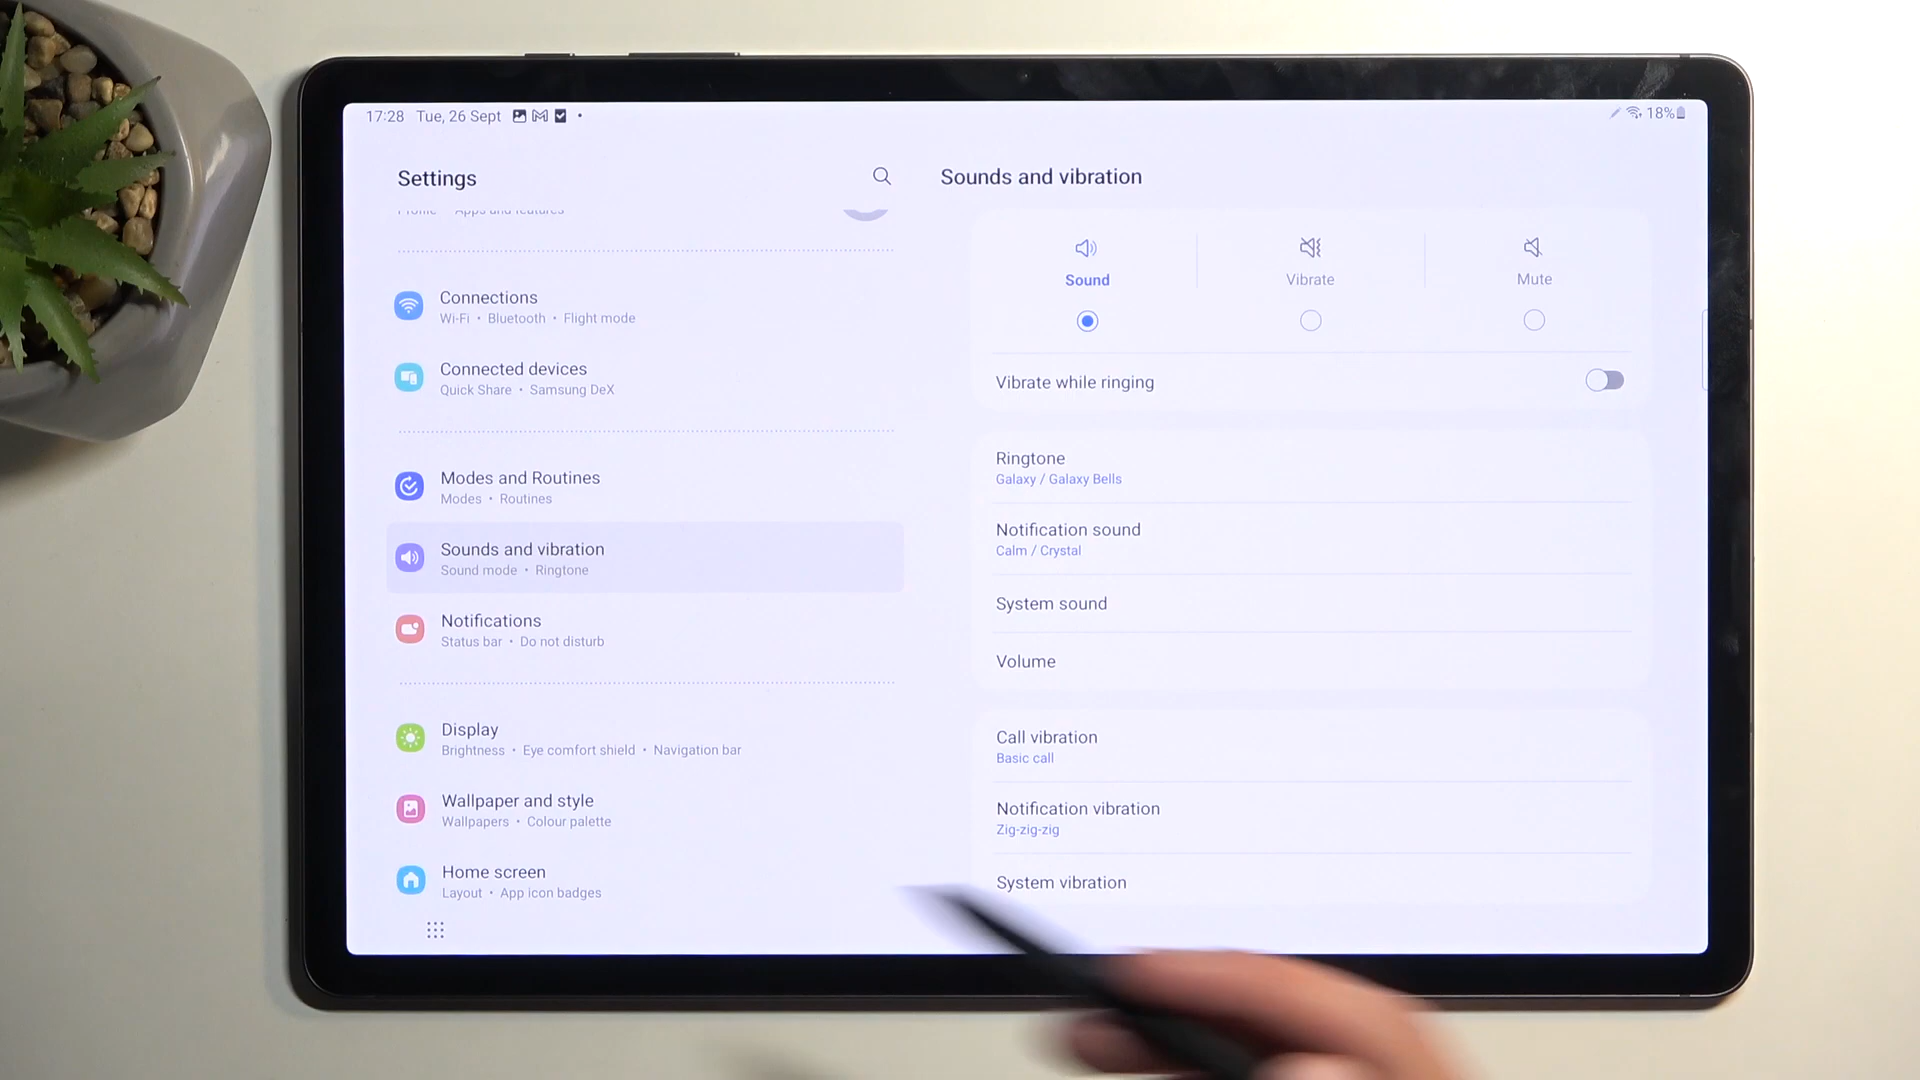 17:28 Tue, 26 Sept
18%
Settings
Profile • Apps and features
Connections
Wi-Fi • Bluetooth • Flight mode
Connected devices
Quick Share • Samsung DeX
Modes and Routines
Modes • Routines
Sounds and vibration
Sound mode • Ringtone
Notifications
Status bar • Do not disturb
Display
Brightness • Eye comfort shield • Navigation bar
Wallpaper and style
Wallpapers • Colour palette
Home screen
Layout • App icon badges
Sounds and vibration
Sound
Vibrate
Mute
Vibrate while ringing
Ringtone
Galaxy / Galaxy Bells
Notification sound
Calm / Crystal
System sound
Volume
Call vibration
Basic call
Notification vibration
Zig-zig-zig
System vibration